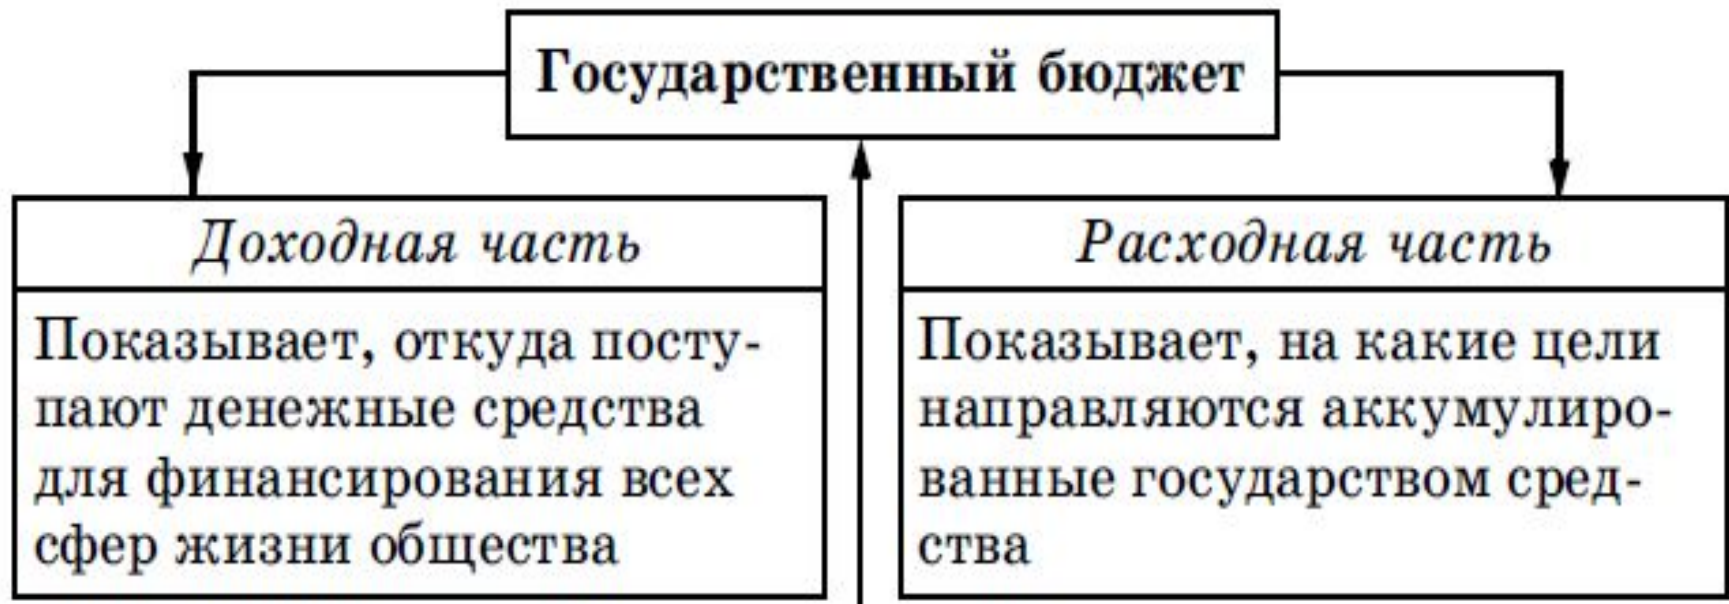 Государственный бюджет
Доходная часть
Показывает, откуда посту-
пают денежные средства
для финансирования всех
сфер жизни общества
Расходная часть
Показывает, на какие цели
направляются аккумулиро-
ванные государством сред-
ства